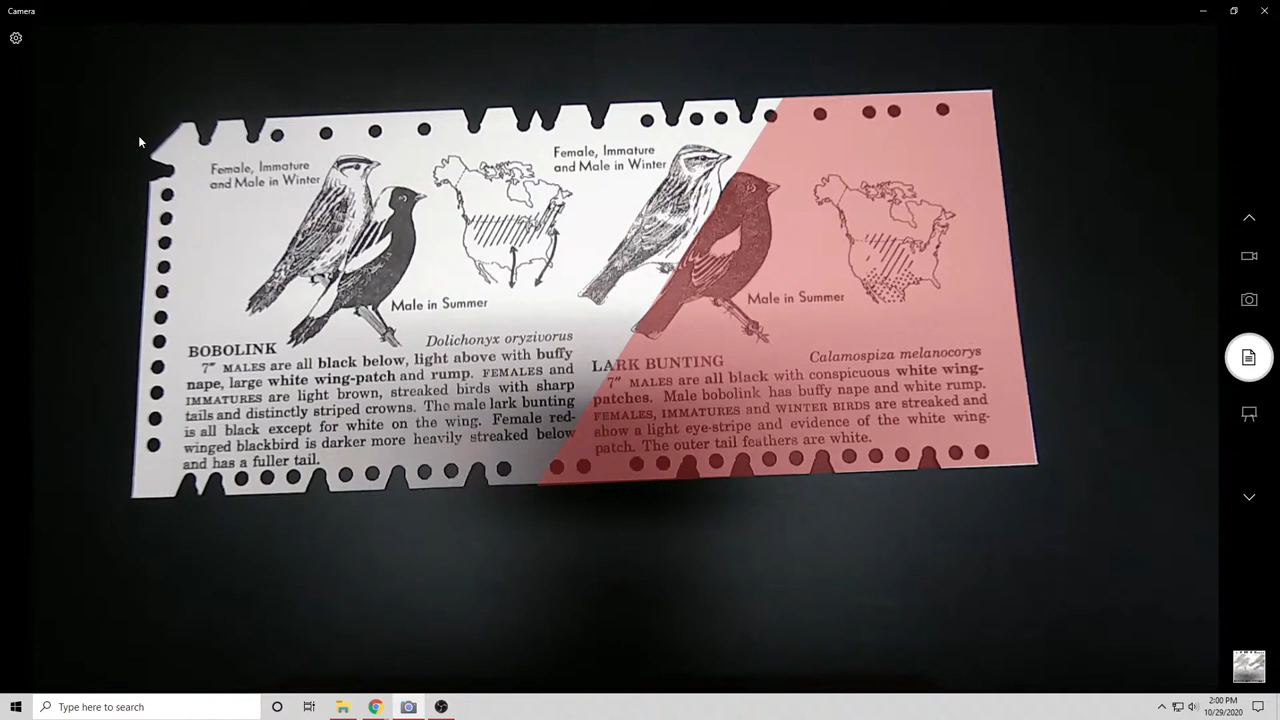 Camera
Female, Immature
and Male in Winter
Male in Summer
BOBOLINK
Dolichonyx oryzivorus
7" MALES are all black below, light above with buffy
nape, large white wing-patch and rump. FEMALES and
IMMATURES are light brown, streaked birds with sharp
tails and distinctly striped crowns. The male lark bunting
is all black except for white on the wing. Female red-
winged blackbird is darker more heavily streaked below
and has a fuller tail.
Female, Immature
and Male in Winter
Male in Summer
LARK BUNTING
Calamospiza melanocorys
7" MALES are all black with conspicuous white wing-
patches. Male bobolink has buffy nape and white rump.
FEMALES, IMMATURES and WINTER BIRDS are streaked and
show a light eye-stripe and evidence of the white wing-
patch. The outer tail feathers are white.
Type here to search
2:00 PM
10/29/2020